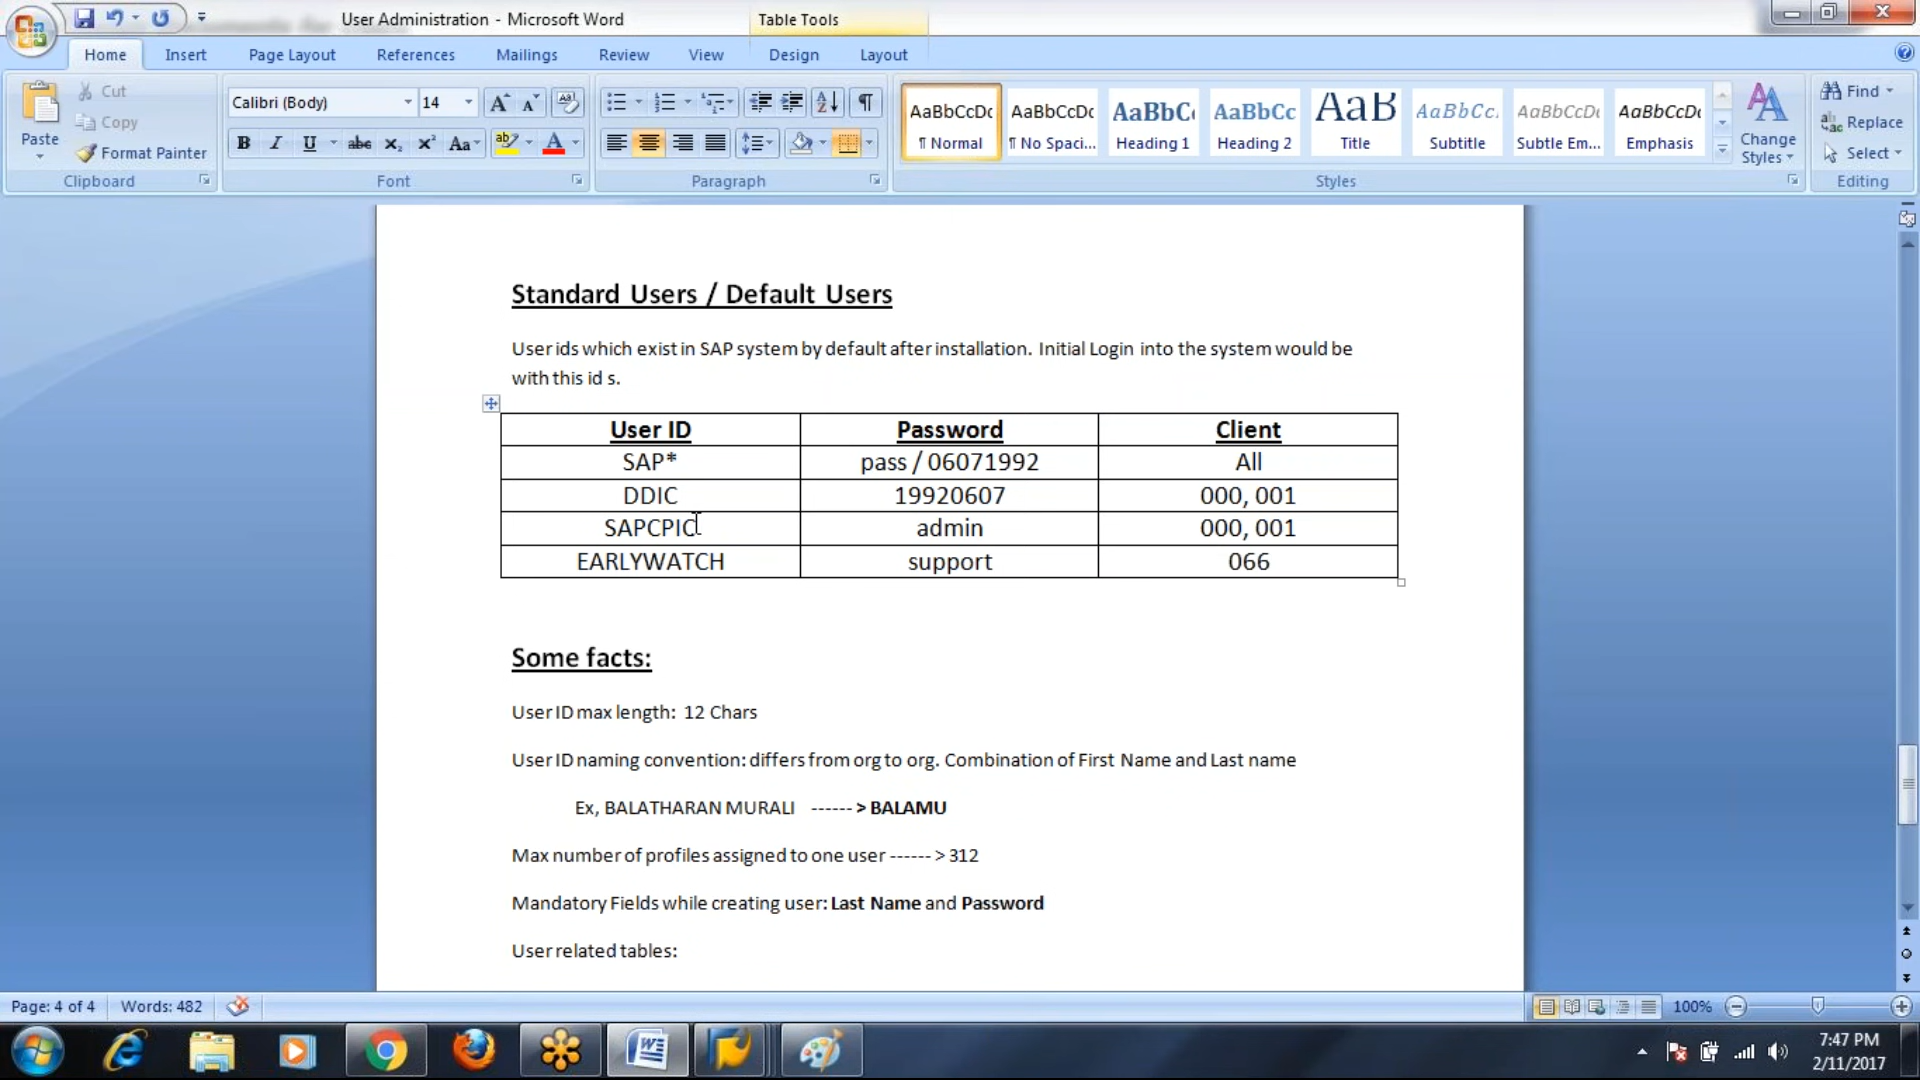 User Administration - Microsoft Word
Table Tools
Home Insert Page Layout References Mailings Review View Design Layout
Paste
Cut
Copy
Format Painter
Clipboard
Calibri (Body) 14
Font
Paragraph
AaBbCcDc AaBbCcDc AaBbC AaBbCc AaB AaBbCc. AaBbCcDc AaBbCcDc
¶ Normal ¶ No Spaci... Heading 1 Heading 2 Title Subtitle Subtle Em... Emphasis
Change Styles
Styles
Find
Replace
Select
Editing
Standard Users / Default Users
User ids which exist in SAP system by default after installation. Initial Login into the system would be
with this id s.
User ID Password Client
SAP* pass / 06071992 All
DDIC 19920607 000, 001
SAPCPIC admin 000, 001
EARLYWATCH support 066
Some facts:
User ID max length: 12 Chars
User ID naming convention: differs from org to org. Combination of First Name and Last name
Ex, BALATHARAN MURALI ------ > BALAMU
Max number of profiles assigned to one user ------ > 312
Mandatory Fields while creating user: Last Name and Password
User related tables:
Page: 4 of 4 Words: 482 100%
7:47 PM
2/11/2017